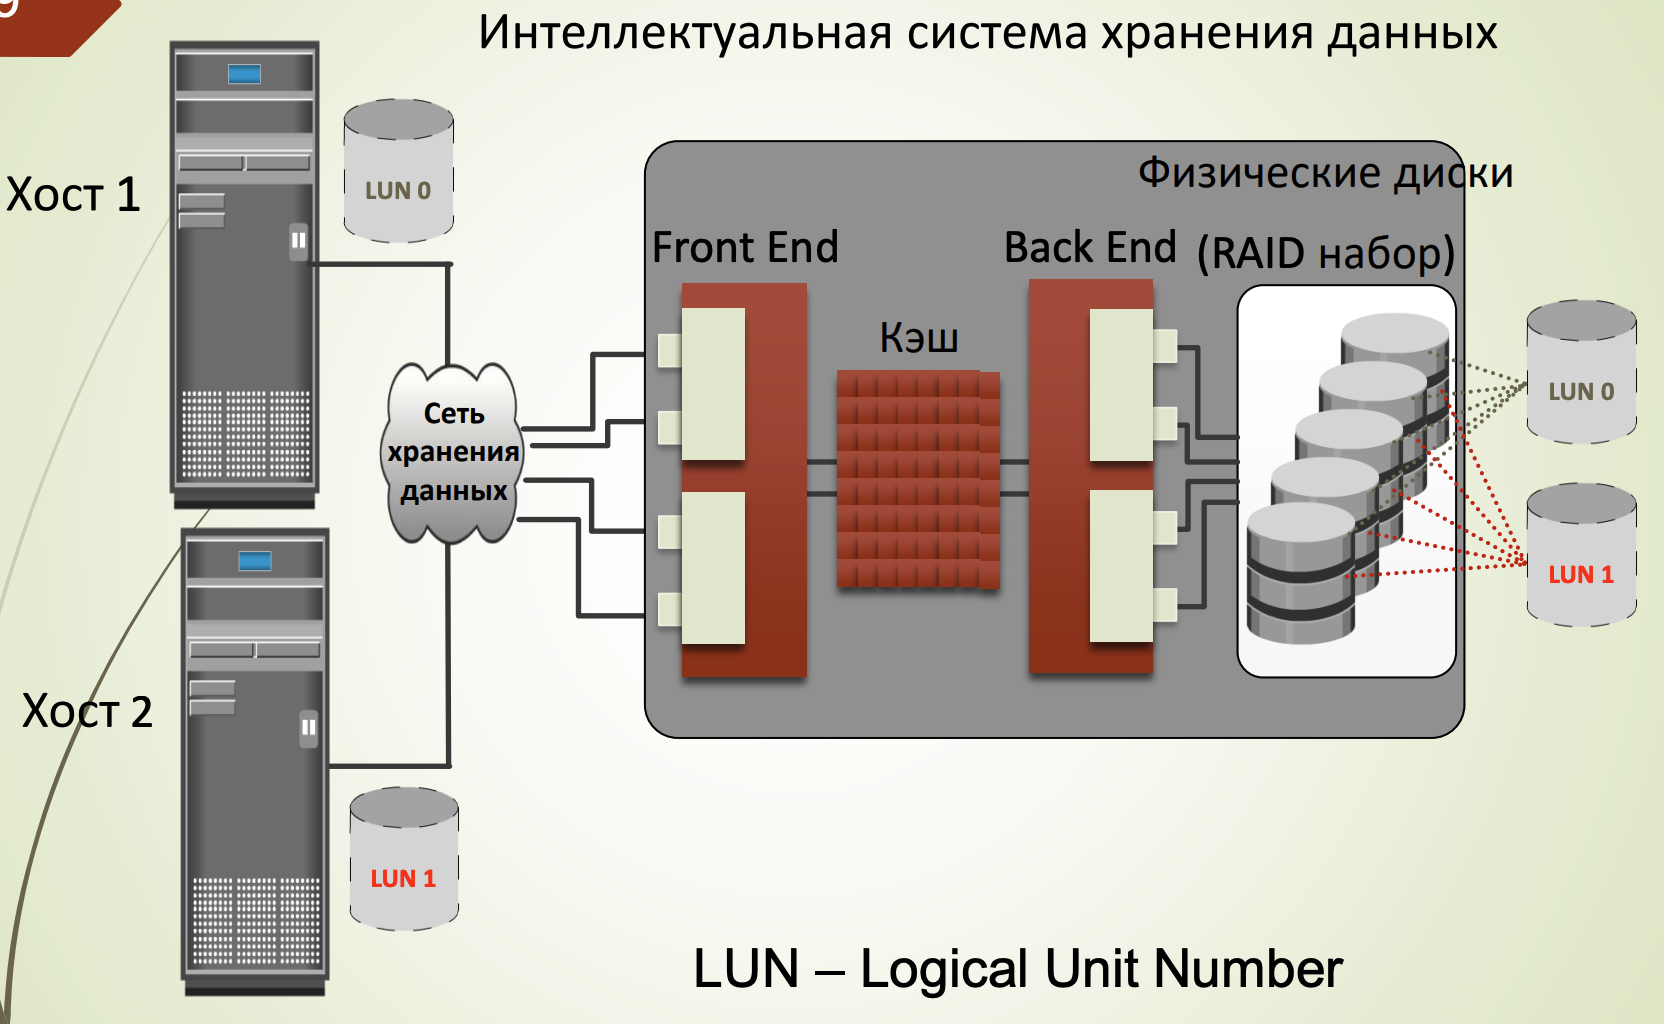 9
Интеллектуальная система хранения данных
Хост 1
LUN 0
Физические диски
(RAID набор)
Front End
Back End
Кэш
Сеть
хранения
данных
LUN 0
LUN 1
Хост 2
LUN 1
LUN – Logical Unit Number